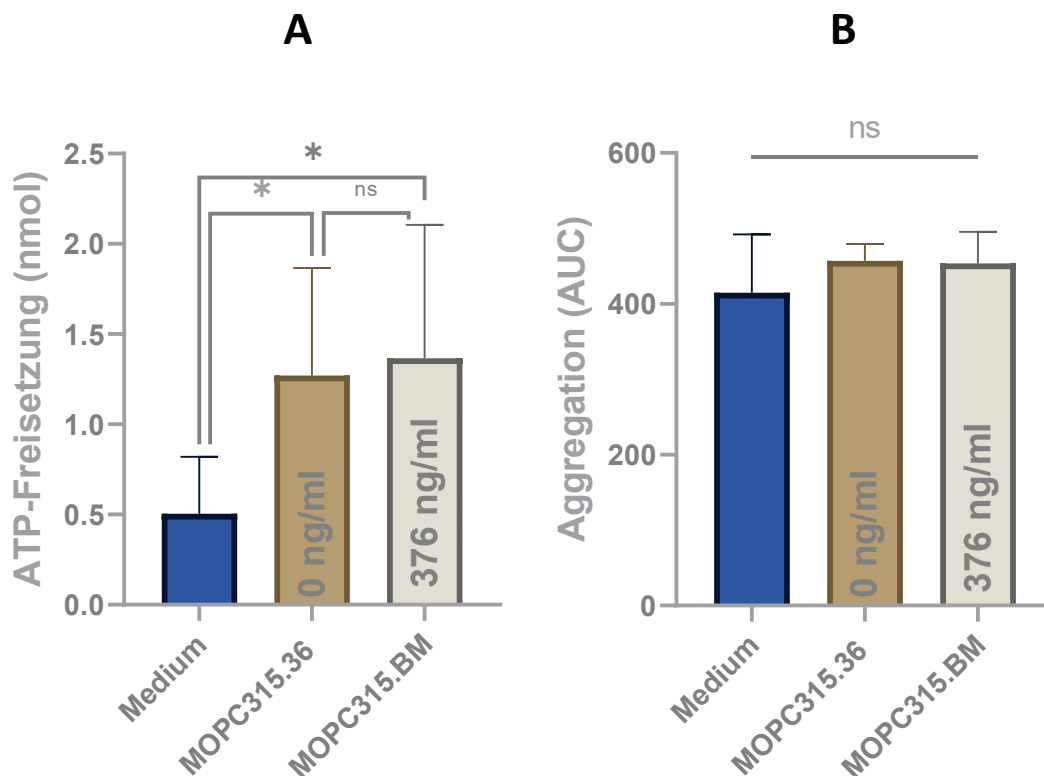 A
ATP-Freisetzung (nmol)
2.5
2.0
1.5
1.0
0.5
0.0
*
*
ns
0 ng/ml
376 ng/ml
Medium
MOPC315.36
MOPC315.BM
B
Aggregation (AUC)
600
400
200
0
ns
0 ng/ml
376 ng/ml
Medium
MOPC315.36
MOPC315.BM